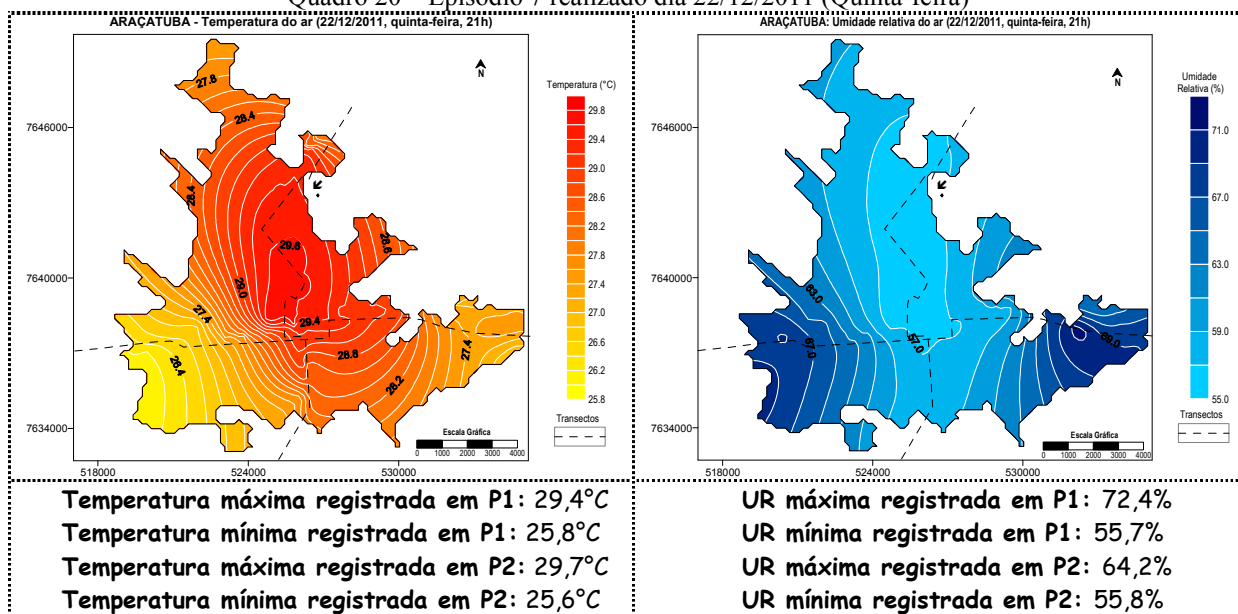 Quadro 20 – Episódio 7 realizado dia 22/12/2011 (Quinta-feira)
ARAÇATUBA - Temperatura do ar (22/12/2011, quinta-feira, 21h)
N
Temperatura (°C)
29.8
29.4
29.0
28.6
28.2
27.8
27.4
27.0
26.6
26.2
25.8
Transectos
7646000
7640000
7634000
27.8
28.4
28.4
29.6
28.6
29.0
27.4
29.4
28.8
27.4
28.2
26.4
Escala Gráfica
0 1000 2000 3000 4000
518000 524000 530000
ARAÇATUBA: Umidade relativa do ar (22/12/2011, quinta-feira, 21h)
N
Umidade
Relativa (%)
71.0
67.0
63.0
59.0
55.0
Transectos
7646000
7640000
7634000
63.0
67.0
57.0
69.0
Escala Gráfica
0 1000 2000 3000 4000
518000 524000 530000
Temperatura máxima registrada em P1: 29,4°C
Temperatura mínima registrada em P1: 25,8°C
Temperatura máxima registrada em P2: 29,7°C
Temperatura mínima registrada em P2: 25,6°C
UR máxima registrada em P1: 72,4%
UR mínima registrada em P1: 55,7%
UR máxima registrada em P2: 64,2%
UR mínima registrada em P2: 55,8%